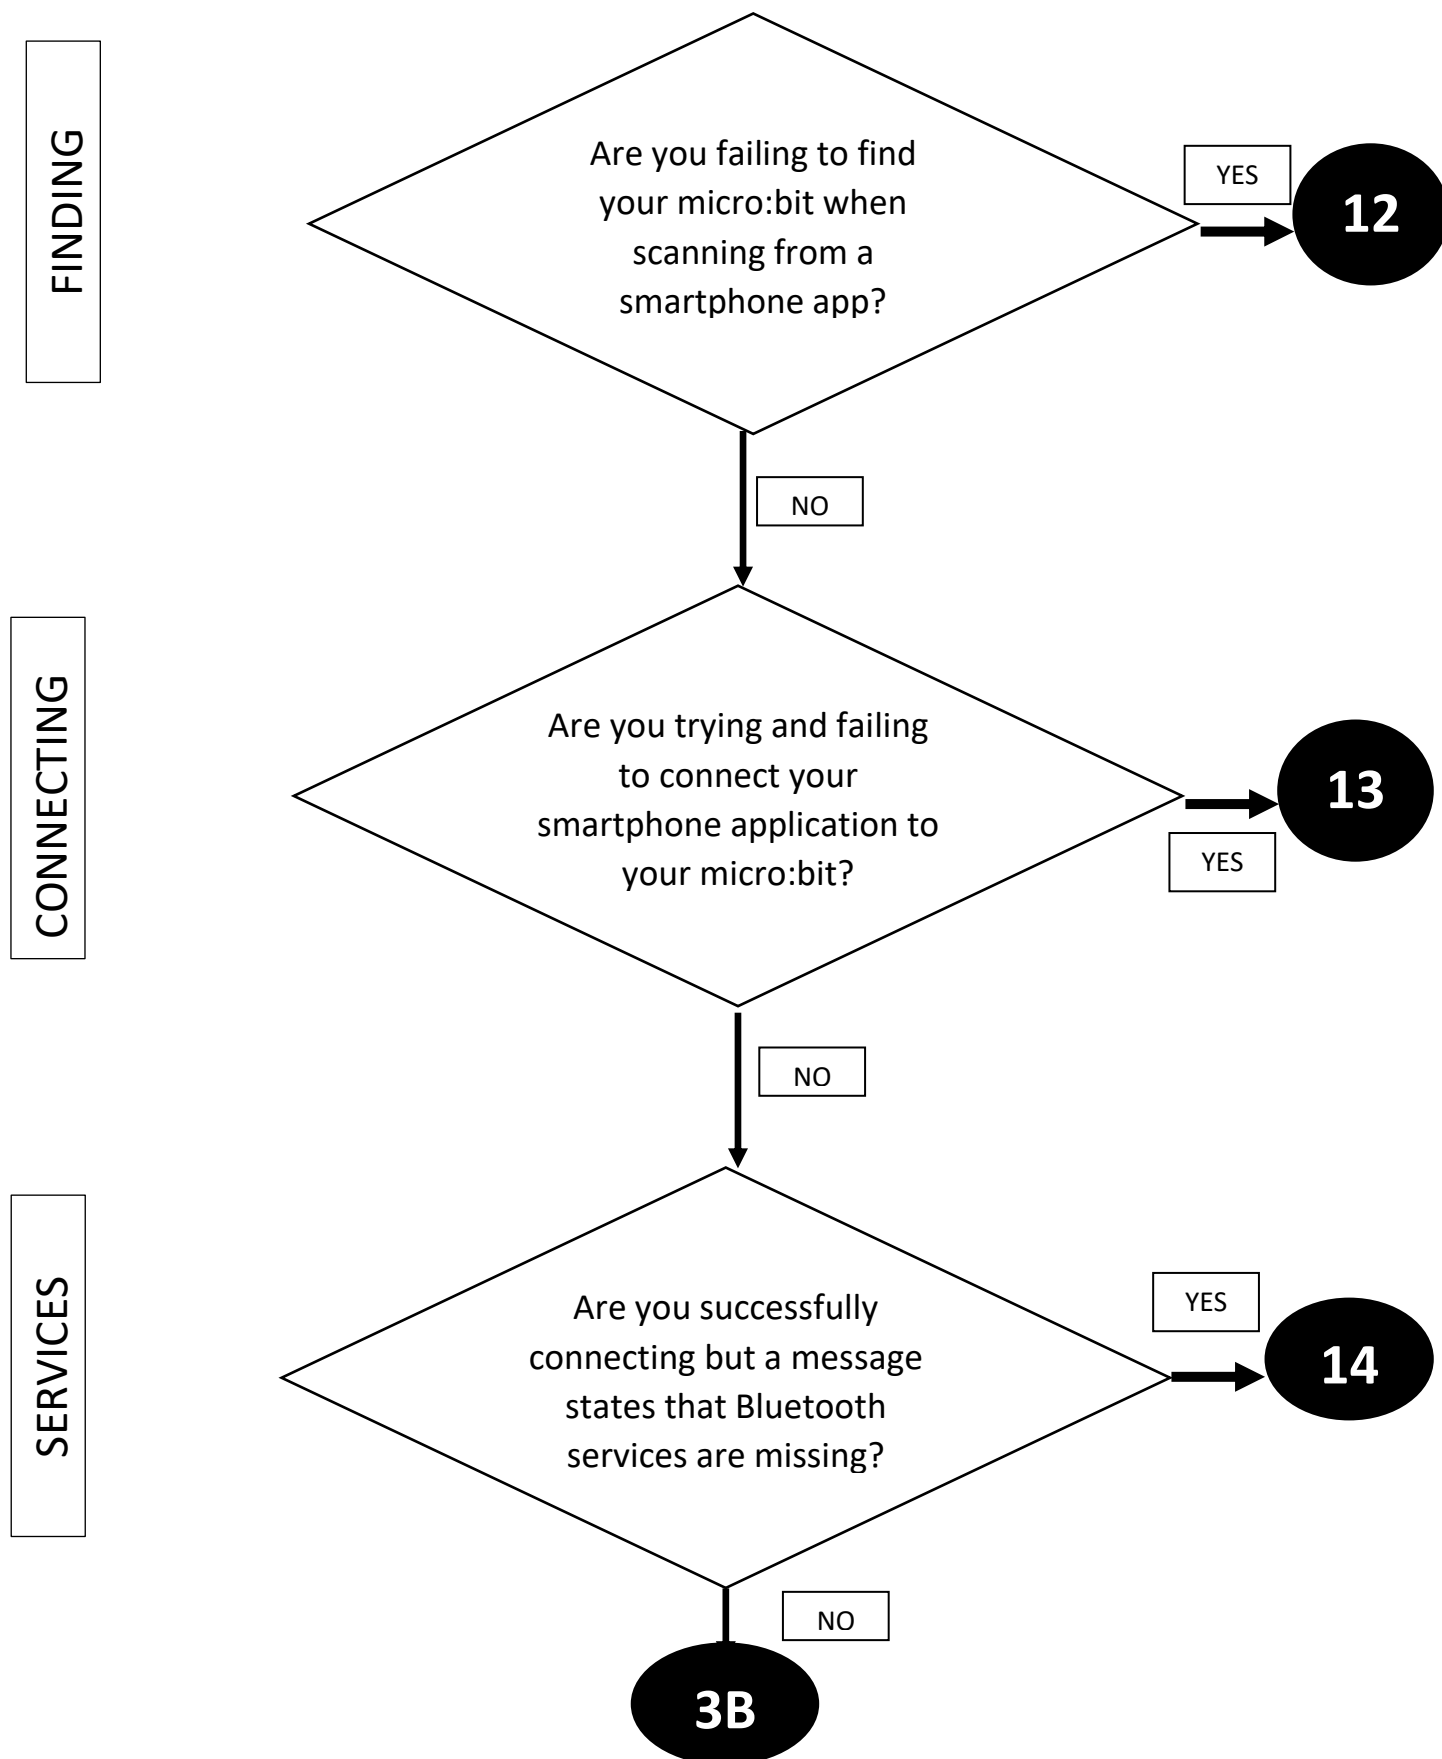 FINDING
Are you failing to find
your micro:bit when
scanning from a
smartphone app?
YES
12
NO
CONNECTING
Are you trying and failing
to connect your
smartphone application to
your micro:bit?
13
YES
NO
SERVICES
Are you successfully
connecting but a message
states that Bluetooth
services are missing?
YES
14
NO
3B